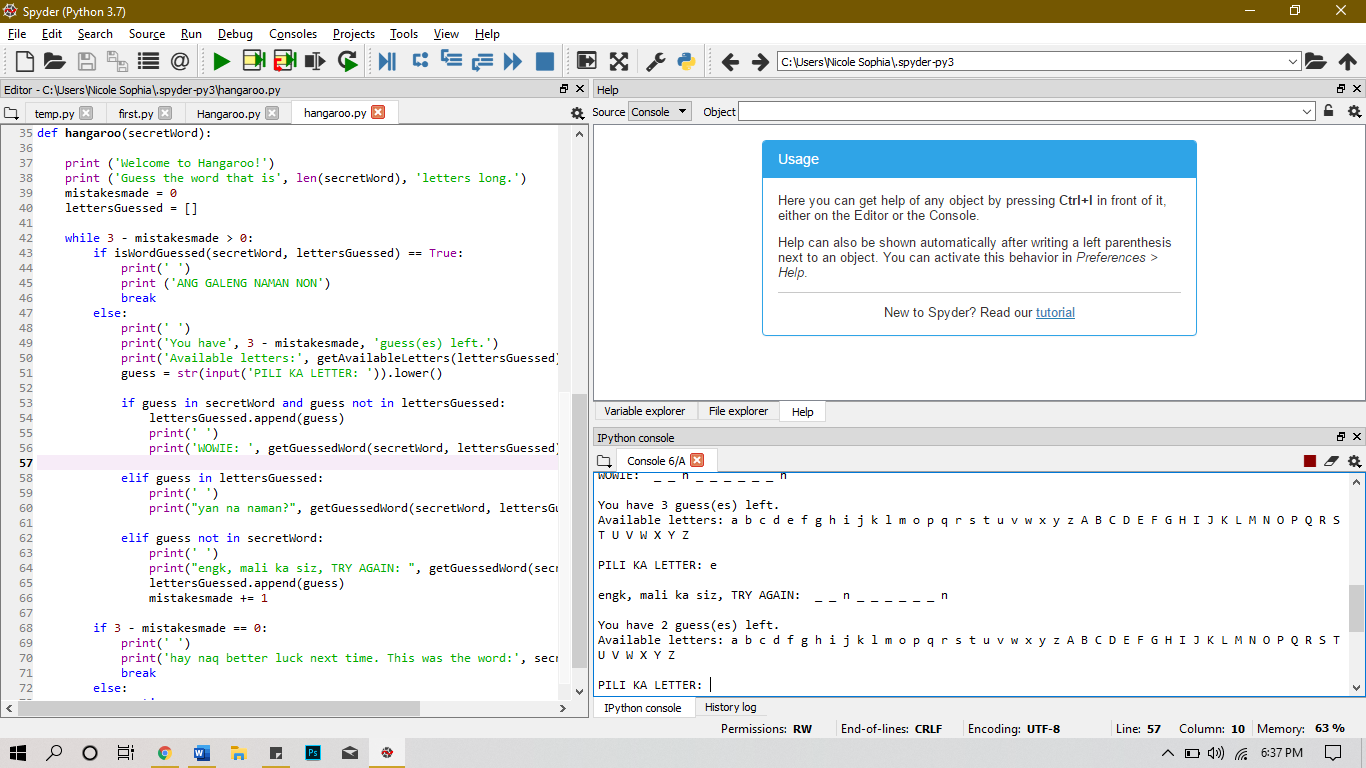 Spyder (Python 3.7)
File Edit Search Source Run Debug Consoles Projects Tools View Help
C:\Users\Nicole Sophia\.spyder-py3
Editor - C:\Users\Nicole Sophia\.spyder-py3\hangaroo.py
temp.py first.py Hangaroo.py hangaroo.py
35 def hangaroo(secretWord):
36
37 print ('Welcome to Hangaroo!')
38 print ('Guess the word that is', len(secretWord), 'letters long.')
39 mistakesmade = 0
40 lettersGuessed = []
41
42 while 3 - mistakesmade > 0:
43 if isWordGuessed(secretWord, lettersGuessed) == True:
44 print(' ')
45 print ('ANG GALENG NAMAN NON')
46 break
47 else:
48 print(' ')
49 print('You have', 3 - mistakesmade, 'guess(es) left.')
50 print('Available letters:', getAvailableLetters(lettersGuessed)
51 guess = str(input('PILI KA LETTER: ')).lower()
52
53 if guess in secretWord and guess not in lettersGuessed:
54 lettersGuessed.append(guess)
55 print(' ')
56 print('WOWIE: ', getGuessedWord(secretWord, lettersGuessed)
57
58 elif guess in lettersGuessed:
59 print(' ')
60 print("yan na naman?", getGuessedWord(secretWord, lettersGu
61
62 elif guess not in secretWord:
63 print(' ')
64 print("engk, mali ka siz, TRY AGAIN: ", getGuessedWord(secr
65 lettersGuessed.append(guess)
66 mistakesmade += 1
67
68 if 3 - mistakesmade == 0:
69 print(' ')
70 print('hay naq better luck next time. This was the word:', secr
71 break
72 else:
Help
Source Console Object
Usage
Here you can get help of any object by pressing Ctrl+I in front of it,
either on the Editor or the Console.
Help can also be shown automatically after writing a left parenthesis
next to an object. You can activate this behavior in Preferences >
Help.
New to Spyder? Read our tutorial
Variable explorer File explorer Help
IPython console
Console 6/A
WOWIE: _ _ n _ _ _ _ _ _ n
You have 3 guess(es) left.
Available letters: a b c d e f g h i j k l m o p q r s t u v w x y z A B C D E F G H I J K L M N O P Q R S
T U V W X Y Z
PILI KA LETTER: e
engk, mali ka siz, TRY AGAIN: _ _ n _ _ _ _ _ _ n
You have 2 guess(es) left.
Available letters: a b c d f g h i j k l m o p q r s t u v w x y z A B C D E F G H I J K L M N O P Q R S T
U V W X Y Z
PILI KA LETTER:
IPython console History log
Permissions: RW End-of-lines: CRLF Encoding: UTF-8 Line: 57 Column: 10 Memory: 63 %
W Ps 6:37 PM